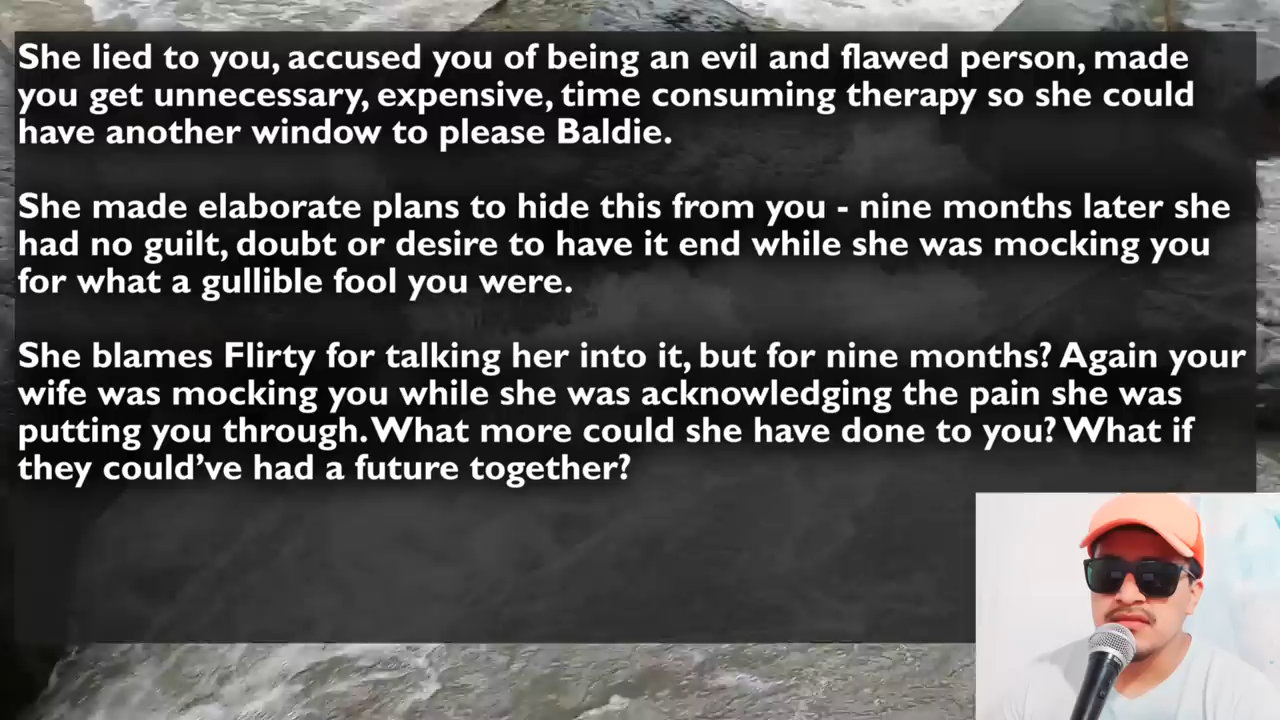 She lied to you, accused you of being an evil and flawed person, made
you get unnecessary, expensive, time consuming therapy so she could
have another window to please Baldie.
She made elaborate plans to hide this from you - nine months later she
had no guilt, doubt or desire to have it end while she was mocking you
for what a gullible fool you were.
She blames Flirty for talking her into it, but for nine months? Again your
wife was mocking you while she was acknowledging the pain she was
putting you through. What more could she have done to you? What if
they could’ve had a future together?